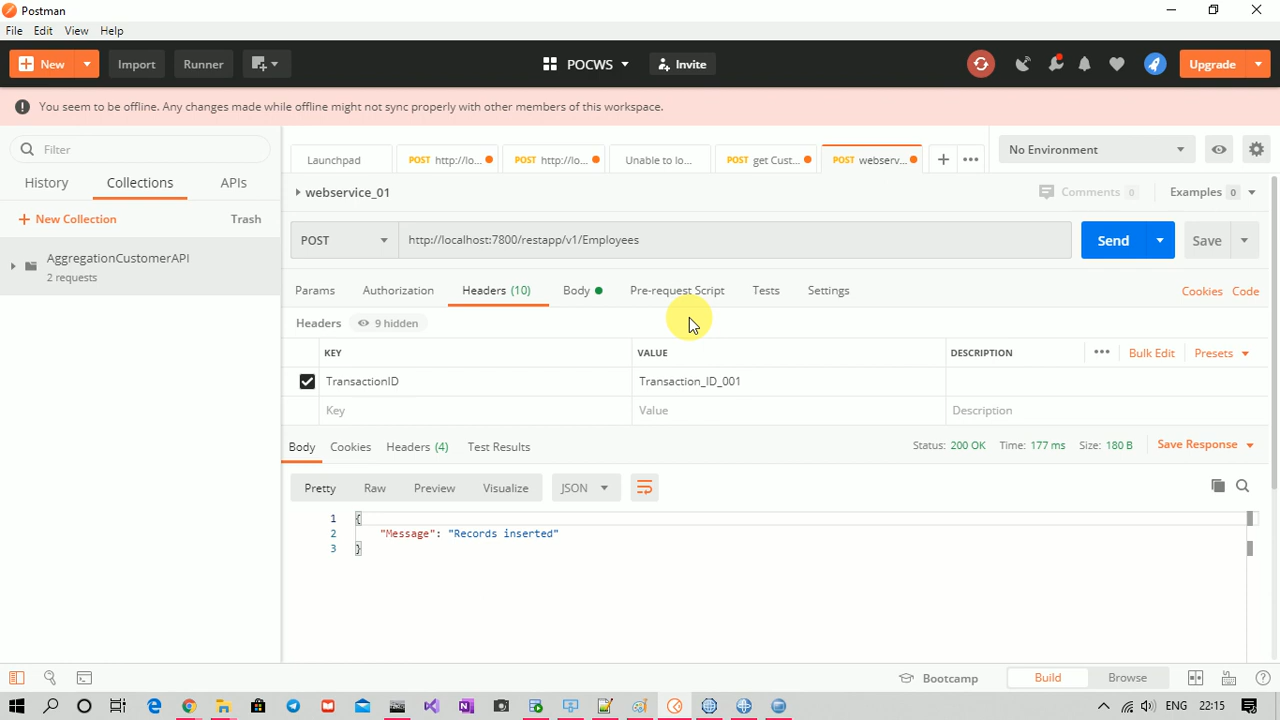 Postman
File Edit View Help
New Import Runner POCWS Invite Upgrade
You seem to be offline. Any changes made while offline might not sync properly with other members of this workspace.
Filter
Launchpad POST http://lo... POST http://lo... Unable to lo... POST get Cust... POST webserv... No Environment
History Collections APIs
webservice_01 Comments 0 Examples 0
New Collection Trash
POST http://localhost:7800/restapp/v1/Employees Send Save
AggregationCustomerAPI
2 requests
Params Authorization Headers (10) Body Pre-request Script Tests Settings Cookies Code
Headers 9 hidden
KEY VALUE DESCRIPTION Bulk Edit Presets
TransactionID Transaction_ID_001
Key Value Description
Body Cookies Headers (4) Test Results Status: 200 OK Time: 177 ms Size: 180 B Save Response
Pretty Raw Preview Visualize JSON
1 {
2 "Message": "Records inserted"
3 }
Bootcamp Build Browse
ENG 22:15